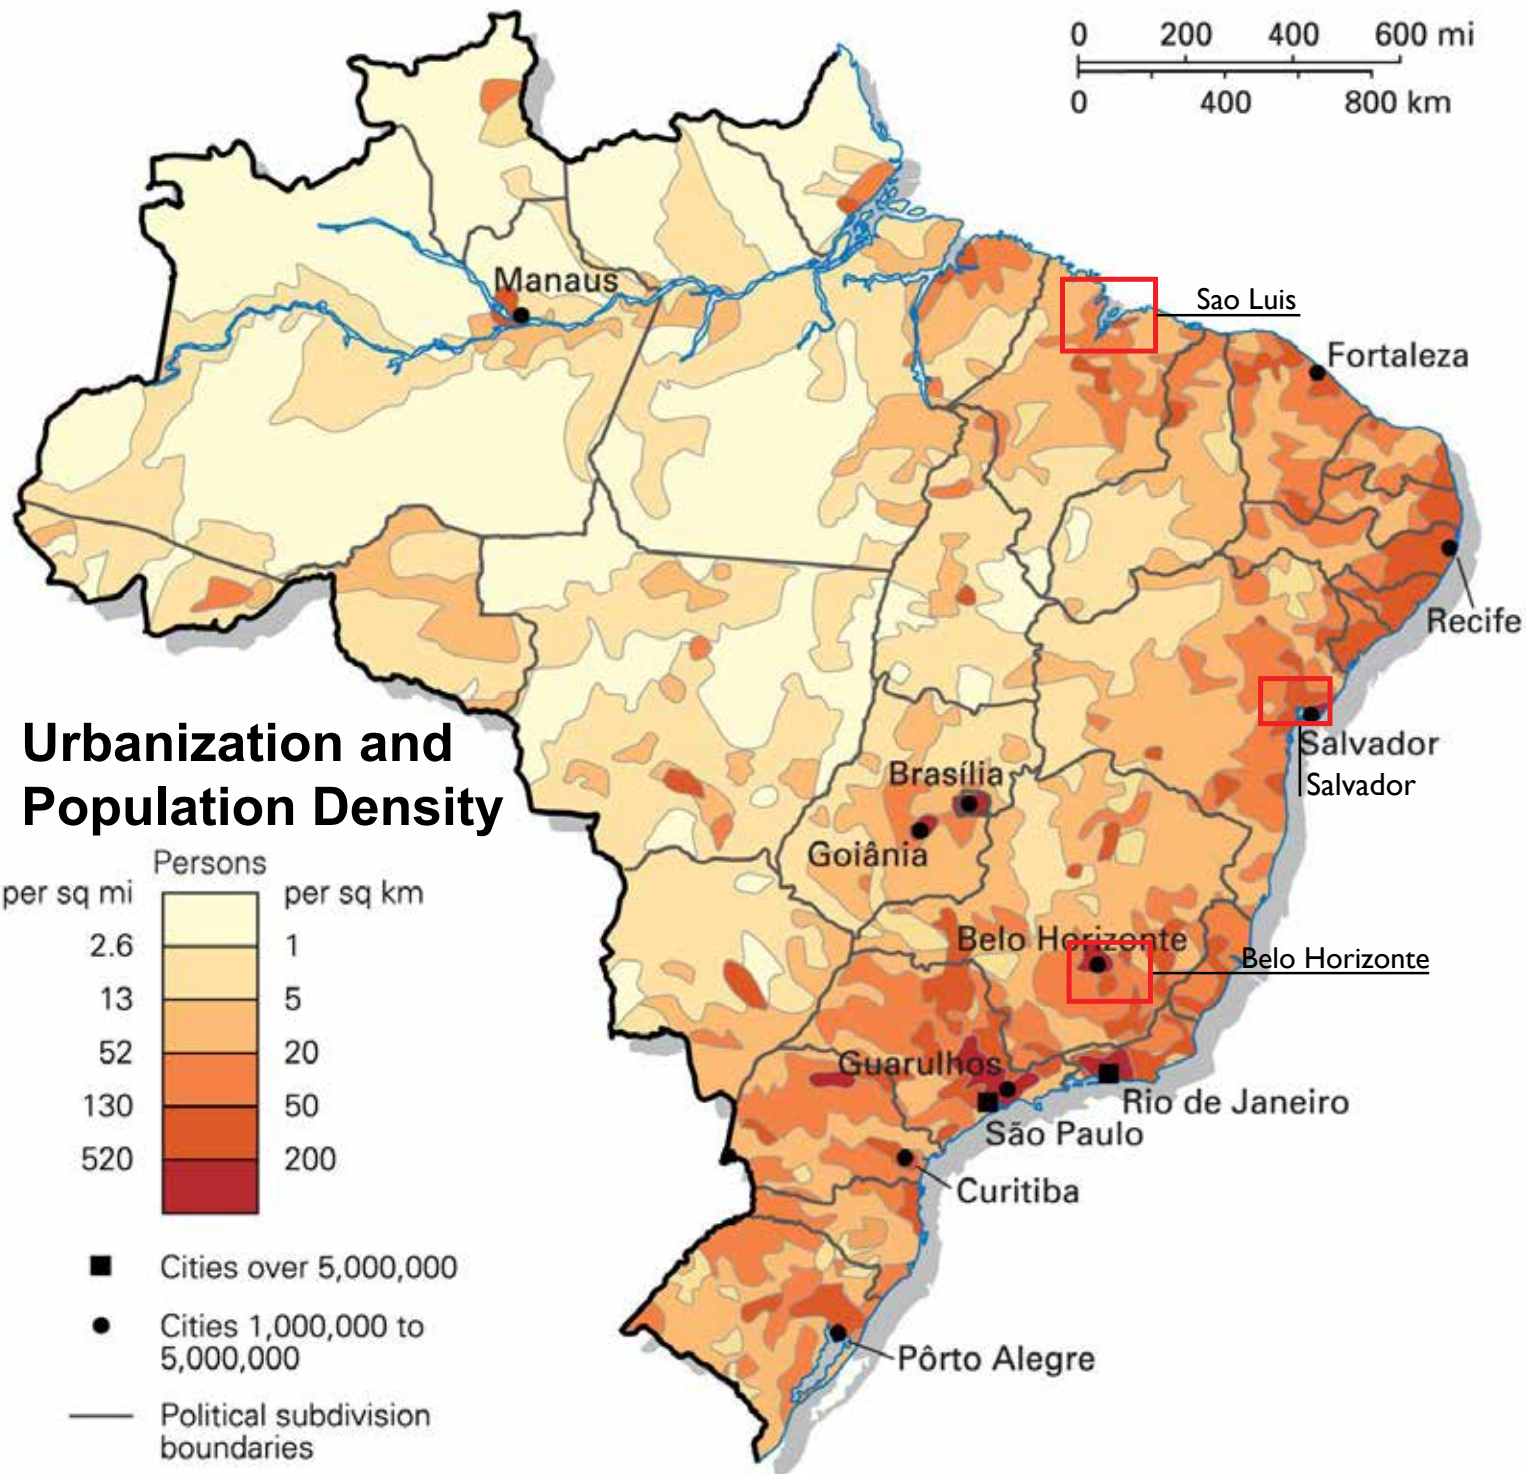 0 200 400 600 mi
0 400 800 km
Manaus
Sao Luis
Fortaleza
Recife
Salvador
Salvador
Brasília
Goiânia
Belo Horizonte
Belo Horizonte
Guarulhos
Rio de Janeiro
São Paulo
Curitiba
Pôrto Alegre
Urbanization and
Population Density
Persons
per sq mi per sq km
2.6 1
13 5
52 20
130 50
520 200
Cities over 5,000,000
Cities 1,000,000 to
5,000,000
Political subdivision
boundaries